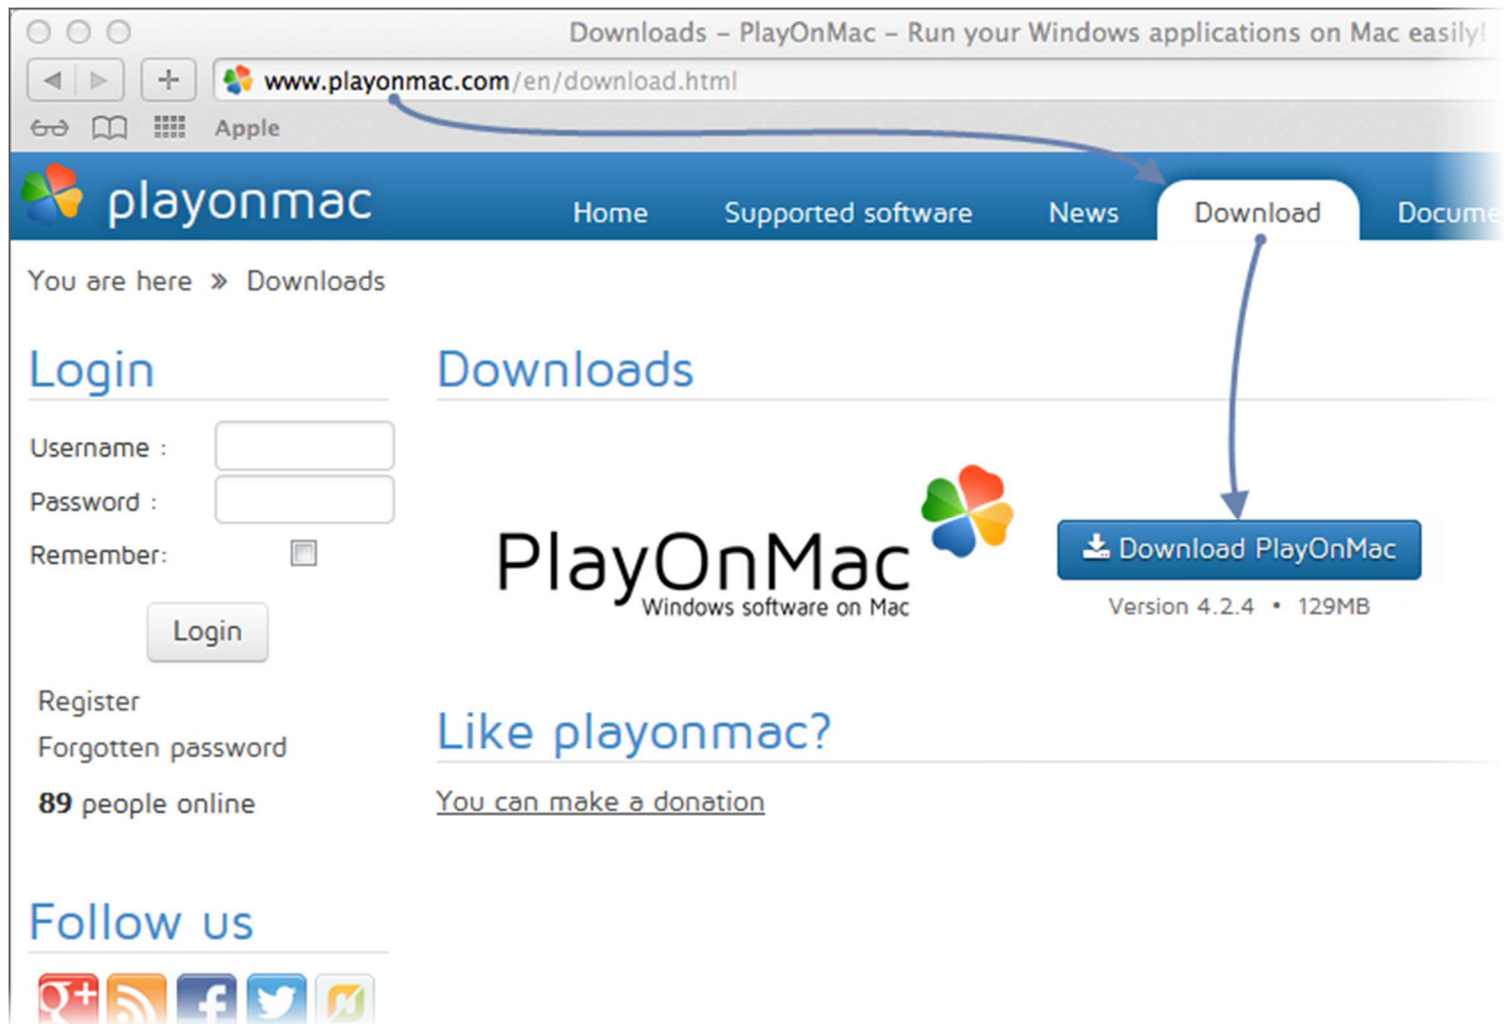 Downloads – PlayOnMac – Run your Windows applications on Mac easily!
www.playonmac.com/en/download.html
Apple
playonmac
Home Supported software News Download Docume
You are here » Downloads
Login
Username :
Password :
Remember:
Login
Register
Forgotten password
89 people online
Follow us
g+
f
Downloads
PlayOnMac
Windows software on Mac
Download PlayOnMac
Version 4.2.4 • 129MB
Like playonmac?
You can make a donation